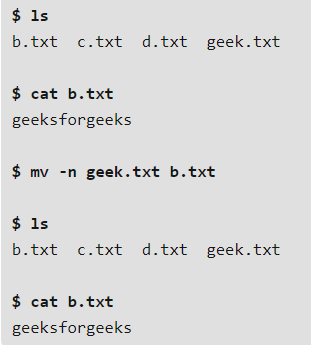 $ ls
b.txt  c.txt  d.txt  geek.txt
$ cat b.txt
geeksforgeeks
$ mv -n geek.txt b.txt
$ ls
b.txt  c.txt  d.txt  geek.txt
$ cat b.txt
geeksforgeeks